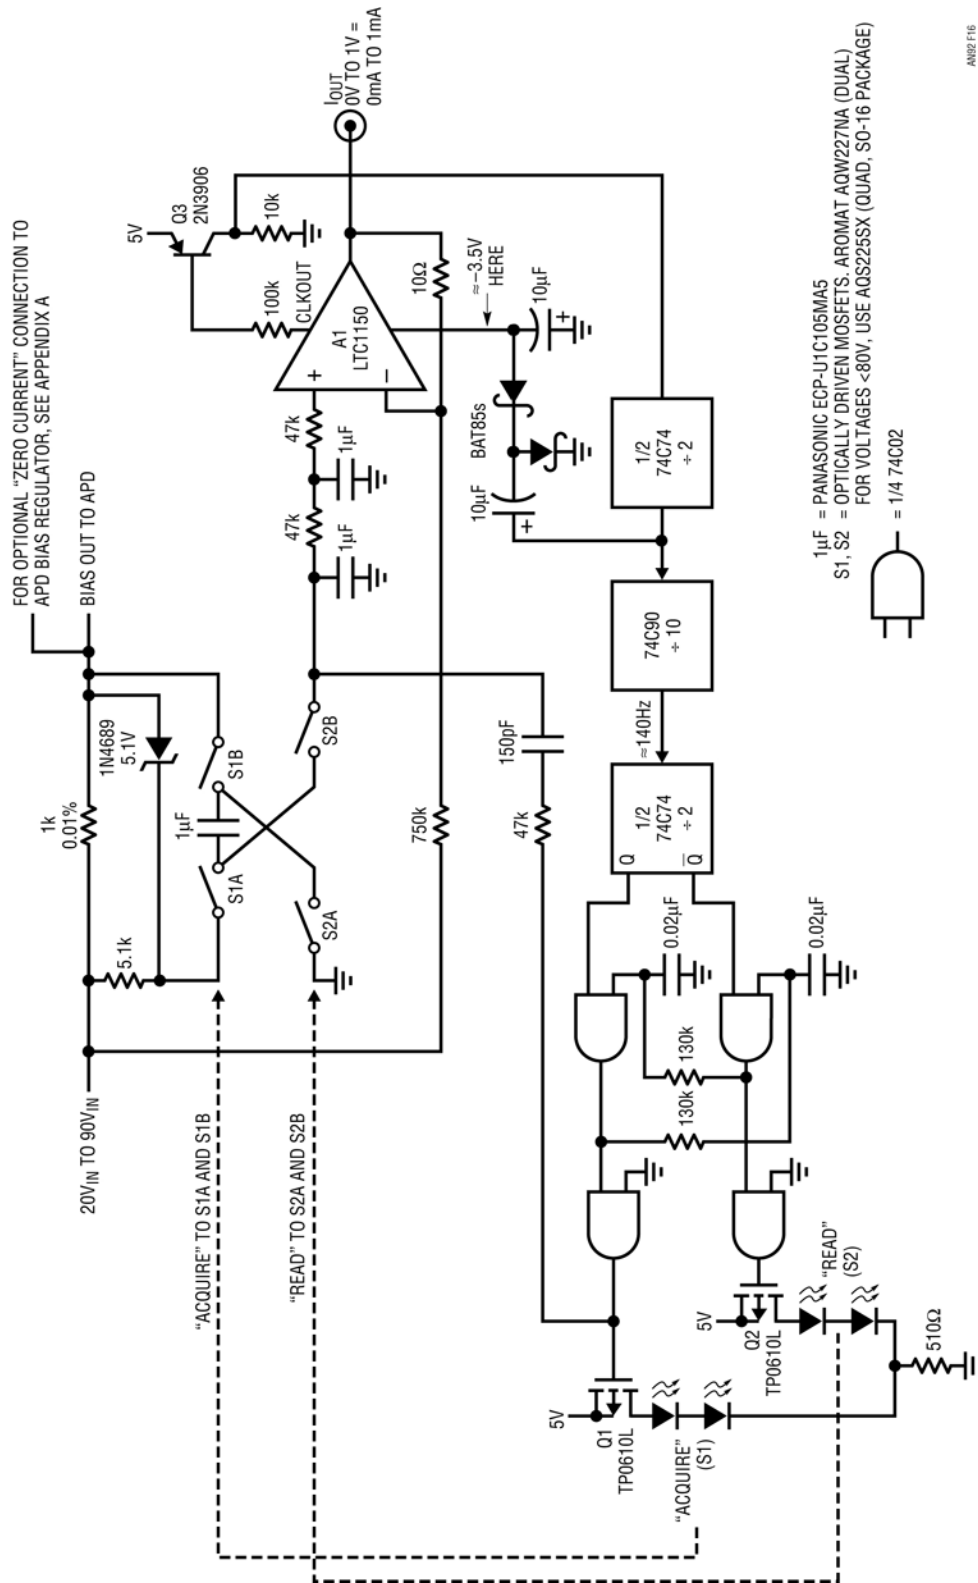 FOR OPTIONAL "ZERO CURRENT" CONNECTION TO
APD BIAS REGULATOR, SEE APPENDIX A
BIAS OUT TO APD
20VIN TO 90VIN
1k
0.01%
1N4689
5.1V
5.1k
S1A
1µF
S1B
S2A
S2B
"ACQUIRE" TO S1A AND S1B
"READ" TO S2A AND S2B
5V
Q3
2N3906
10k
100k
CLKOUT
47k
1µF
47k
1µF
+
−
A1
LTC1150
IOUT
0V TO 1V =
0mA TO 1mA
10Ω
750k
≈−3.5V
HERE
10µF
+
BAT85s
10µF
+
47k
150pF
1/2
74C74
÷ 2
74C90
÷ 10
≈140Hz
1/2
74C74
÷ 2
Q
Q̅
0.02µF
0.02µF
130k
130k
5V
Q1
TP0610L
"ACQUIRE"
(S1)
5V
Q2
TP0610L
"READ"
(S2)
510Ω
1µF = PANASONIC ECP-U1C105MA5
S1, S2 = OPTICALLY DRIVEN MOSFETS. AROMAT AQW227NA (DUAL)
FOR VOLTAGES <80V, USE AQS225SX (QUAD, SO-16 PACKAGE)
= 1/4 74C02
AN92 F16